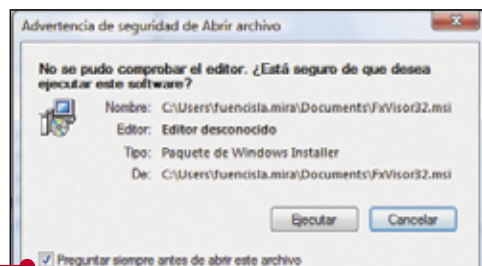 Advertencia de seguridad de Abrir archivo
No se pudo comprobar el editor. ¿Está seguro de que desea
ejecutar este software?
Nombre: C:\Users\fuencisla.mira\Documents\FxVisor32.msi
Editor: Editor desconocido
Tipo: Paquete de Windows Installer
De: C:\Users\fuencisla.mira\Documents\FxVisor32.msi
Ejecutar Cancelar
Preguntar siempre antes de abrir este archivo